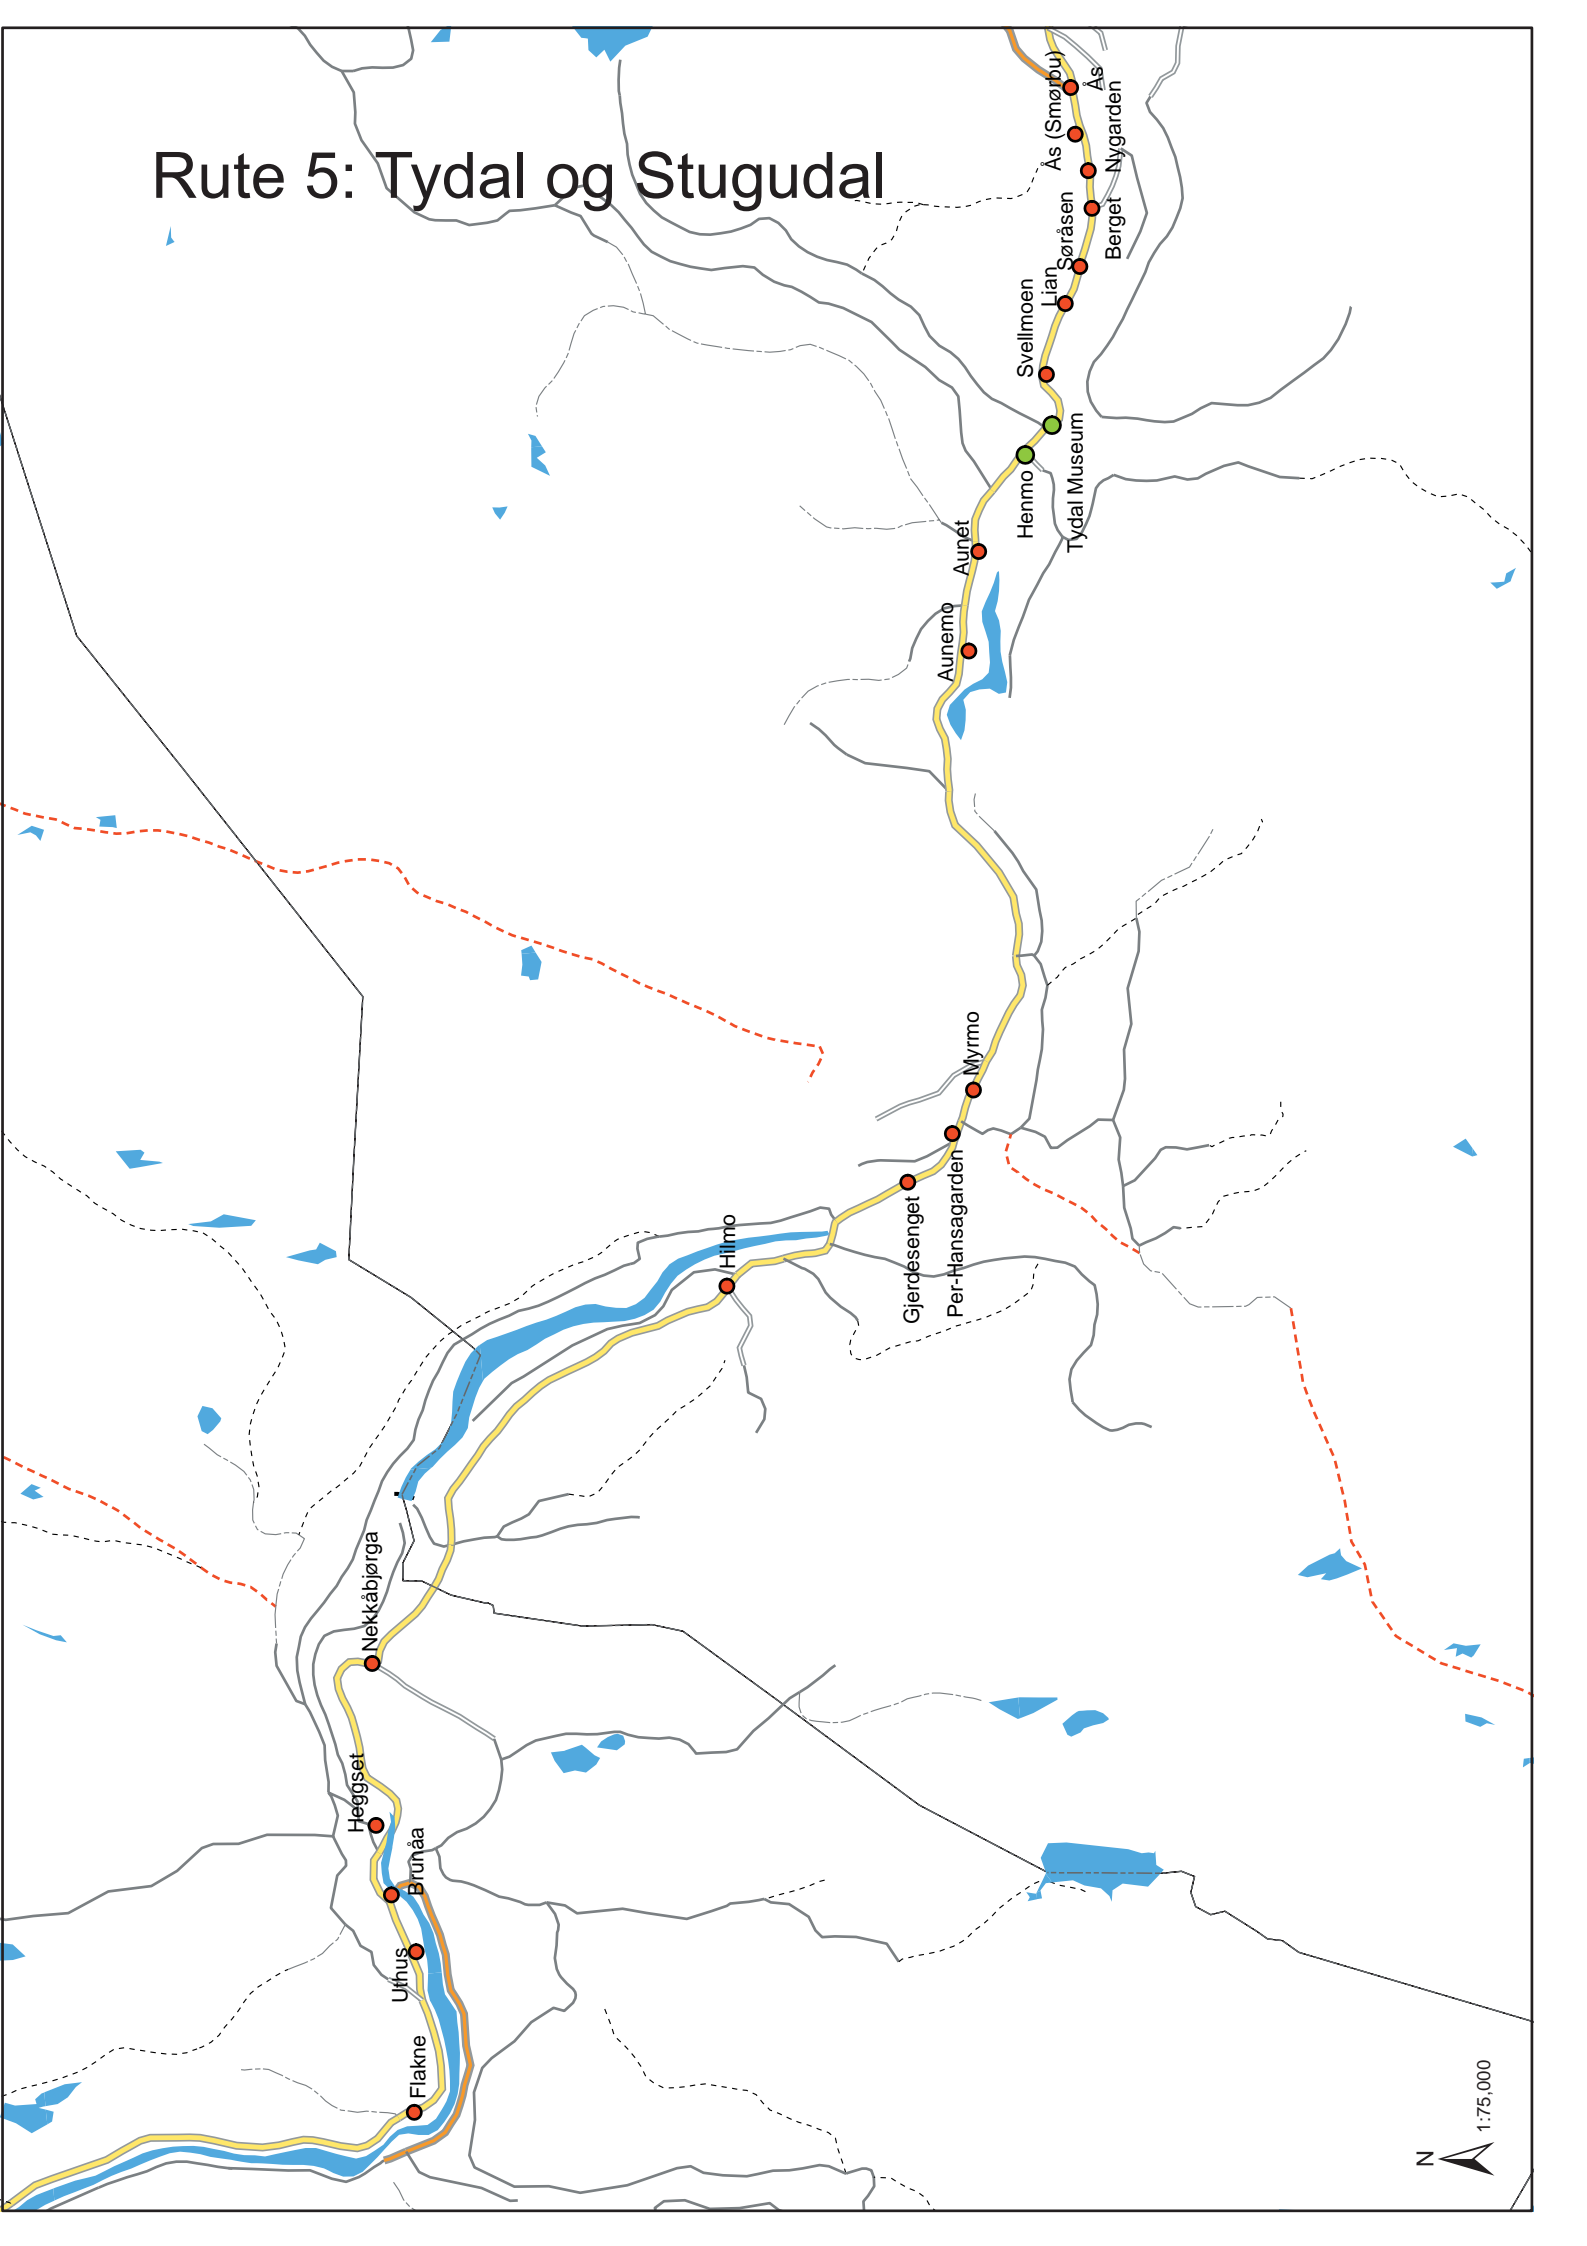 Rute 5: Tydal og Stugudal
Ås
Ås (Smørbu)
Nygarden
Berget
Søråsen
Lian
Svellmoen
Tydal Museum
Henmo
Aunet
Aunemo
Myrmo
Per-Hansagarden
Gjerdesenget
Hilmo
Nekkåbjørga
Heggset
Brunåa
Uthus
Flakne
1:75,000
N